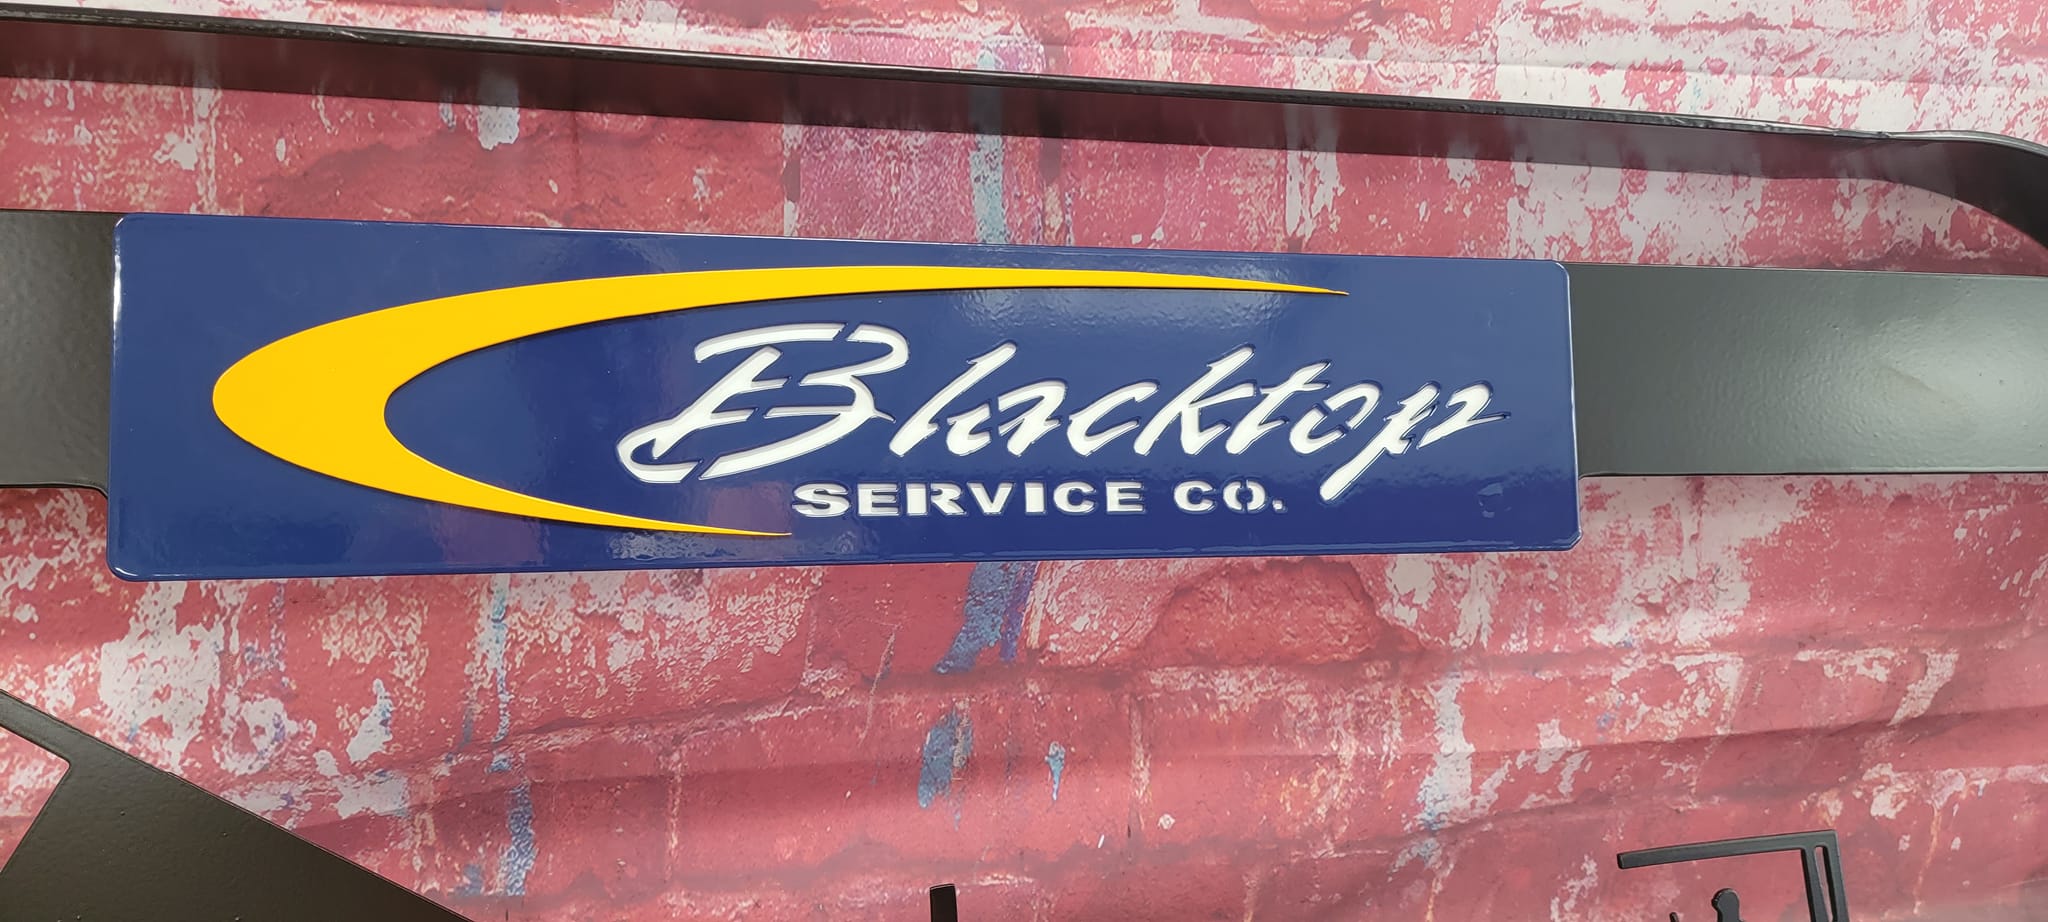 Blacktop
SERVICE CO.